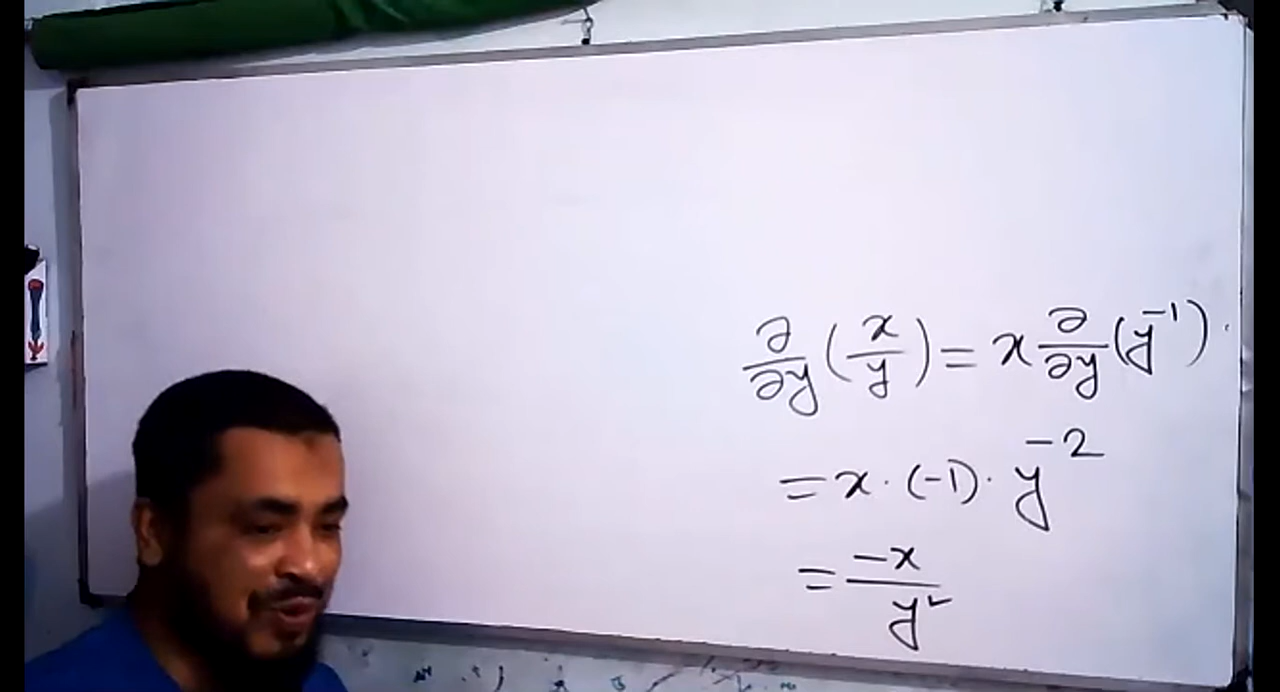 ∂/∂y (x/y) = x ∂/∂y (y⁻¹).
= x · (-1) · y⁻²
= -x/y²